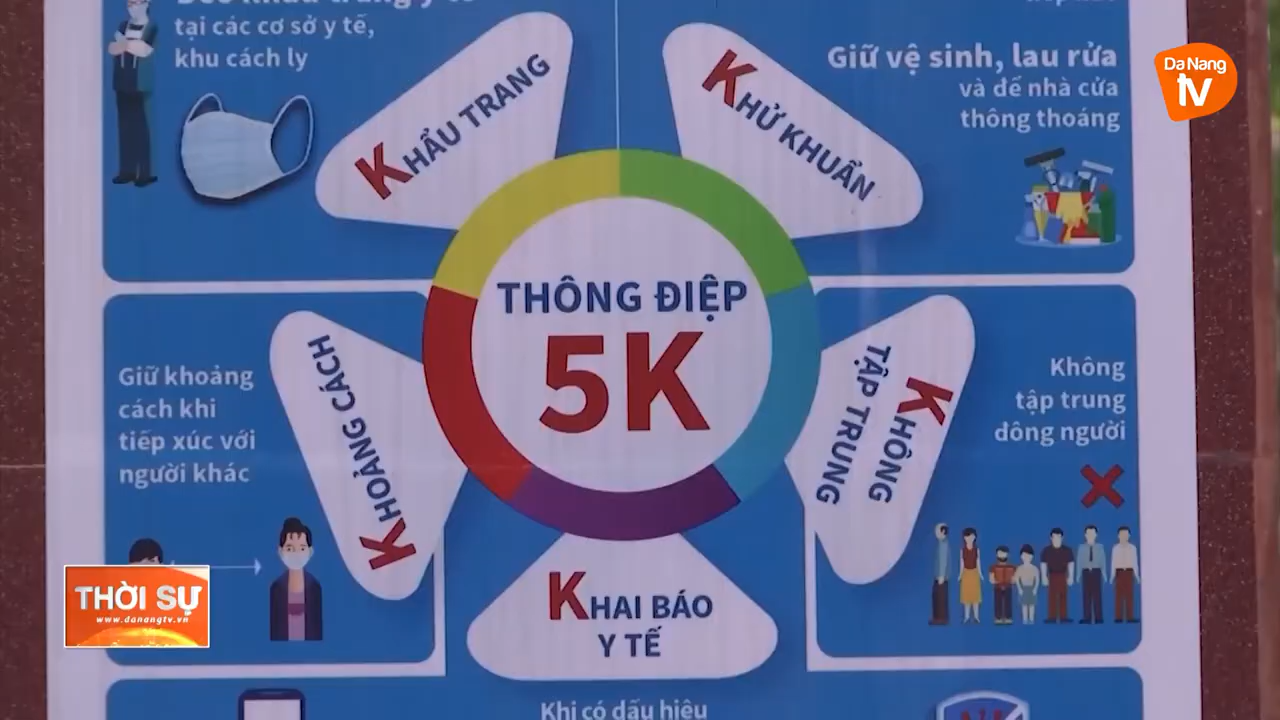 tại các cơ sở y tế,
khu cách ly
KHẨU TRANG
KHỬ KHUẨN
Giữ vệ sinh, lau rửa
và để nhà cửa
thông thoáng
Da Nang
tv
THÔNG ĐIỆP
5K
Giữ khoảng
cách khi
tiếp xúc với
người khác
KHOẢNG CÁCH
KHÔNG
TẬP TRUNG
Không
tập trung
đông người
KHAI BÁO
Y TẾ
THỜI SỰ
www.danangtv.vn
Khi có dấu hiệu